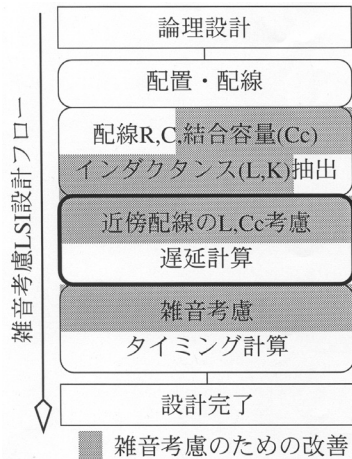 雑音考慮LSI設計フロー
論理設計
配置・配線
配線R,C,結合容量(Cc)
インダクタンス(L,K)抽出
近傍配線のL,Cc考慮
遅延計算
雑音考慮
タイミング計算
設計完了
雑音考慮のための改善